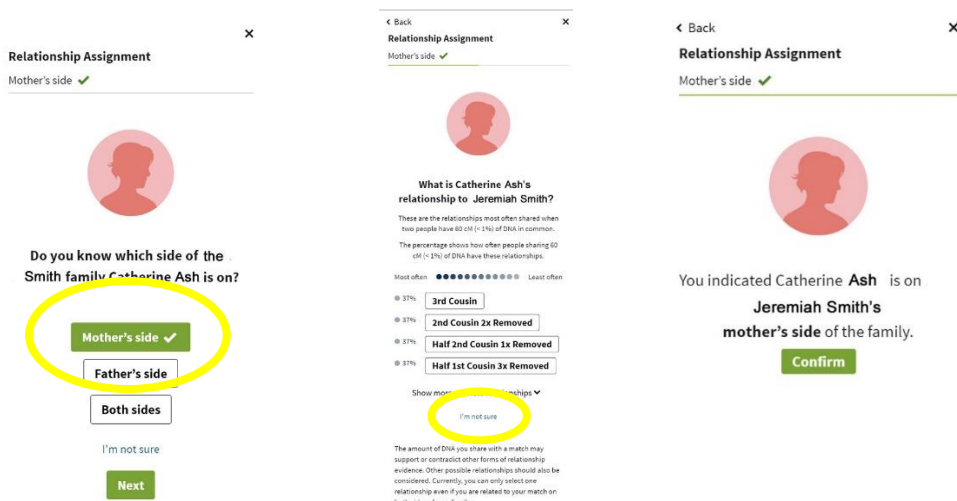 Relationship Assignment
Mother's side
Do you know which side of the
Smith family Catherine Ash is on?
Mother's side
Father's side
Both sides
I'm not sure
Next
Back
Relationship Assignment
Mother's side
What is Catherine Ash's
relationship to Jeremiah Smith?
These are the relationships most often shared when
two people have 60 cM (< 1%) of DNA in common.
The percentage shows how often people sharing 60
cM (< 1%) of DNA have these relationships.
Most often Least often
37% 3rd Cousin
37% 2nd Cousin 2x Removed
37% Half 2nd Cousin 1x Removed
37% Half 1st Cousin 3x Removed
Show
I'm not sure
The amount of DNA you share with a match may
support or contradict other forms of relationship
evidence. Other possible relationships should also be
considered. Currently, you can only select one
relationship even if you are related to your match on
Back
Relationship Assignment
Mother's side
You indicated Catherine Ash is on
Jeremiah Smith's
mother's side of the family.
Confirm